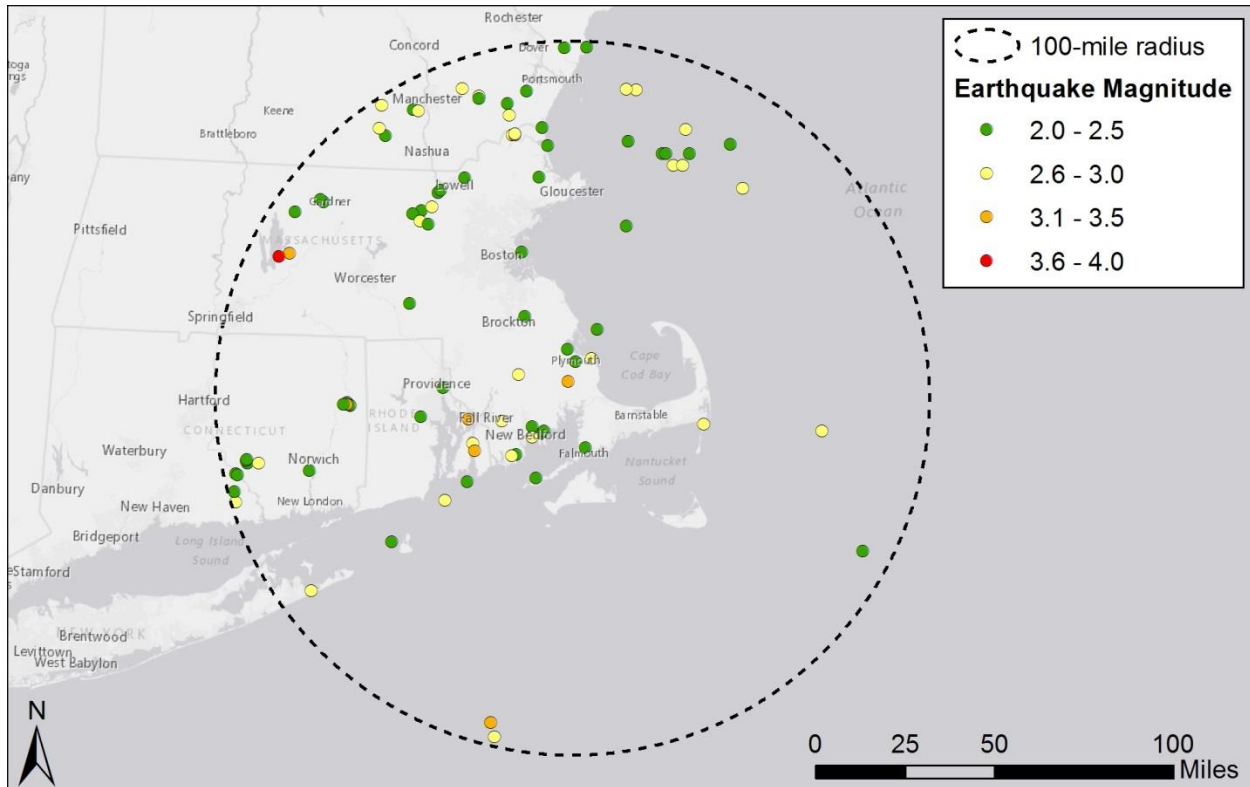 Rochester
Concord
Dover
Portsmouth
Manchester
Keene
Brattleboro
Nashua
Lowell
Gloucester
Gardner
Pittsfield
MASSACHUSETTS
Boston
Worcester
Springfield
Brockton
Plymouth
Cape
Cod Bay
Providence
Hartford
RHODE
ISLAND
Fall River
Barnstable
CONNECTICUT
New Bedford
Waterbury
Norwich
Falmouth
Nantucket
Sound
Danbury
New Haven
New London
Bridgeport
Long Island
Sound
Stamford
NEW YORK
Brentwood
Levittown
West Babylon
Atlantic
Ocean
100-mile radius
Earthquake Magnitude
2.0 - 2.5
2.6 - 3.0
3.1 - 3.5
3.6 - 4.0
N
0 25 50 100
Miles